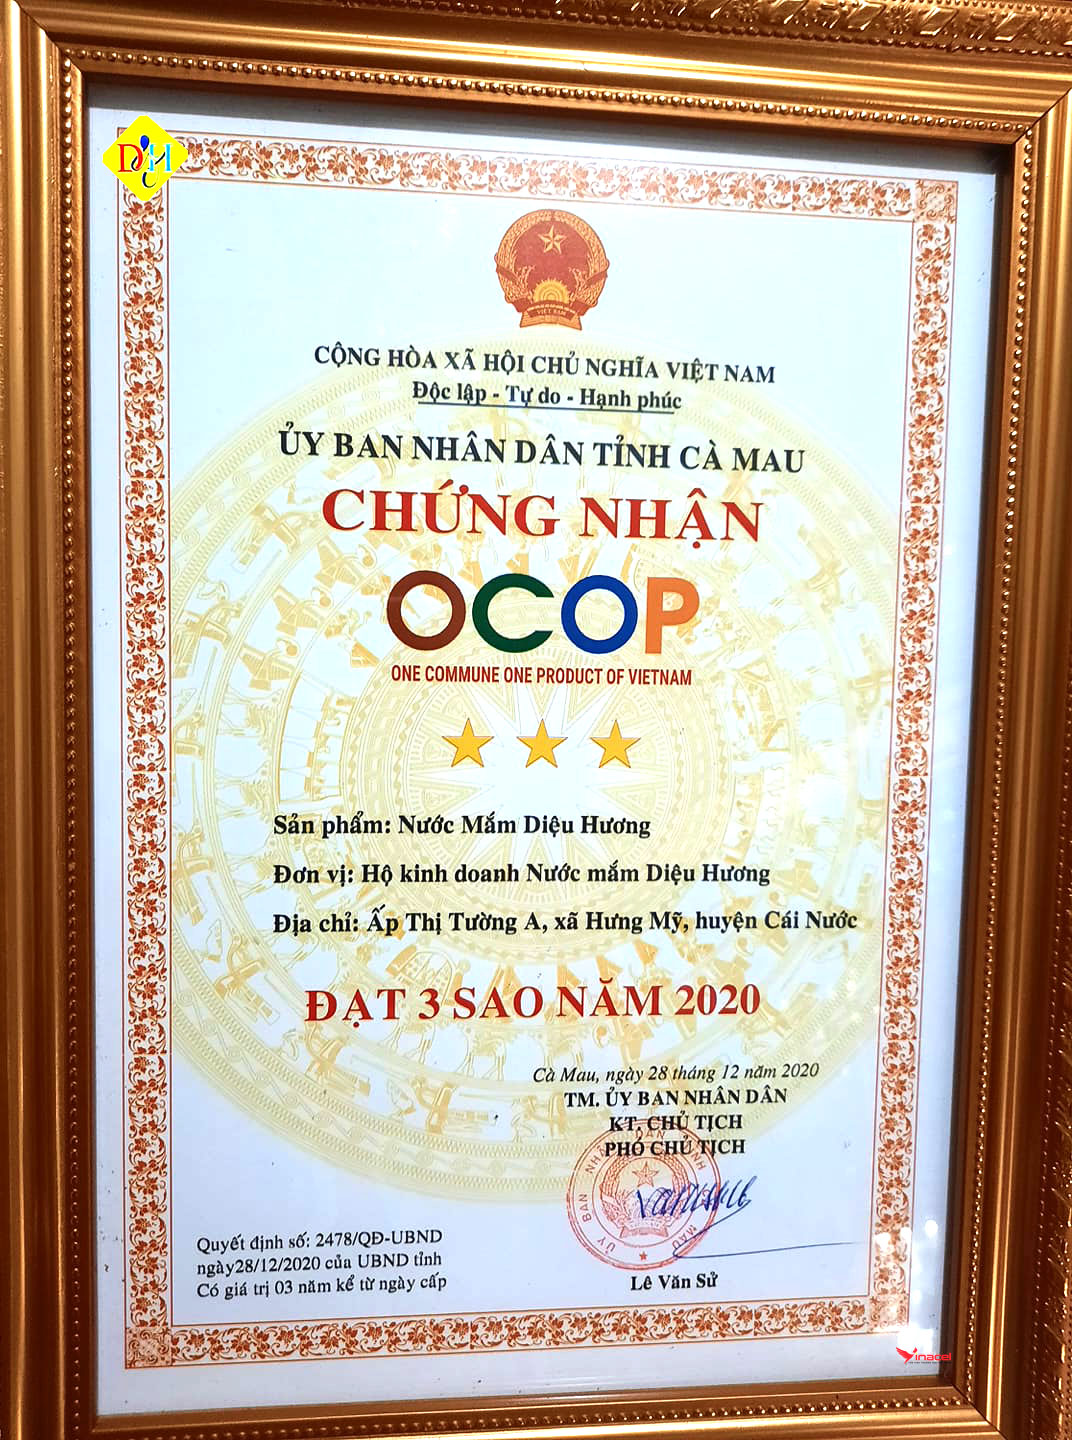 DHC
VIỆT NAM
CỘNG HÒA XÃ HỘI CHỦ NGHĨA VIỆT NAM
Độc lập - Tự do - Hạnh phúc
ỦY BAN NHÂN DÂN TỈNH CÀ MAU
CHỨNG NHẬN
OCOP
ONE COMMUNE ONE PRODUCT OF VIETNAM
Sản phẩm: Nước Mắm Diệu Hương
Đơn vị: Hộ kinh doanh Nước mắm Diệu Hương
Địa chỉ: Ấp Thị Tường A, xã Hưng Mỹ, huyện Cái Nước
ĐẠT 3 SAO NĂM 2020
Cà Mau, ngày 28 tháng 12 năm 2020
TM. ỦY BAN NHÂN DÂN
KT. CHỦ TỊCH
PHÓ CHỦ TỊCH
Lê Văn Sử
Quyết định số: 2478/QĐ-UBND
ngày28/12/2020 của UBND tỉnh
Có giá trị 03 năm kể từ ngày cấp
Vinacel